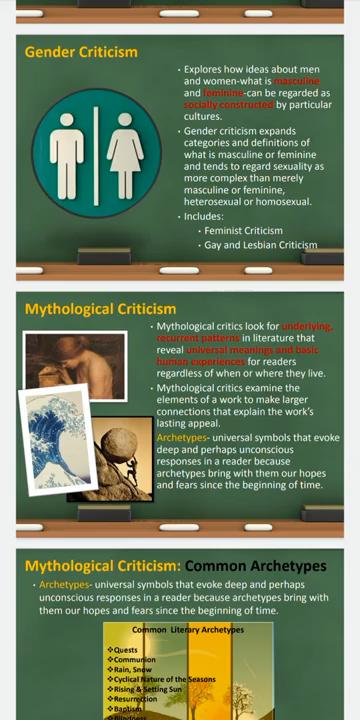 Gender Criticism
• Explores how ideas about men
and women-what is masculine
and feminine-can be regarded as
socially constructed by particular
cultures.
• Gender criticism expands
categories and definitions of
what is masculine or feminine
and tends to regard sexuality as
more complex than merely
masculine or feminine,
heterosexual or homosexual.
• Includes:
• Feminist Criticism
• Gay and Lesbian Criticism
Mythological Criticism
• Mythological critics look for underlying,
recurrent patterns in literature that
reveal universal meanings and basic
human experiences for readers
regardless of when or where they live.
• Mythological critics examine the
elements of a work to make larger
connections that explain the work's
lasting appeal.
Archetypes- universal symbols that evoke
deep and perhaps unconscious
responses in a reader because
archetypes bring with them our hopes
and fears since the beginning of time.
Mythological Criticism: Common Archetypes
• Archetypes- universal symbols that evoke deep and perhaps
unconscious responses in a reader because archetypes bring with
them our hopes and fears since the beginning of time.
Common Literary Archetypes
❖Quests
❖Communion
❖Rain, Snow
❖Cyclical Nature of the Seasons
❖Rising & Setting Sun
❖Resurrection
❖Baptism
❖Blindness